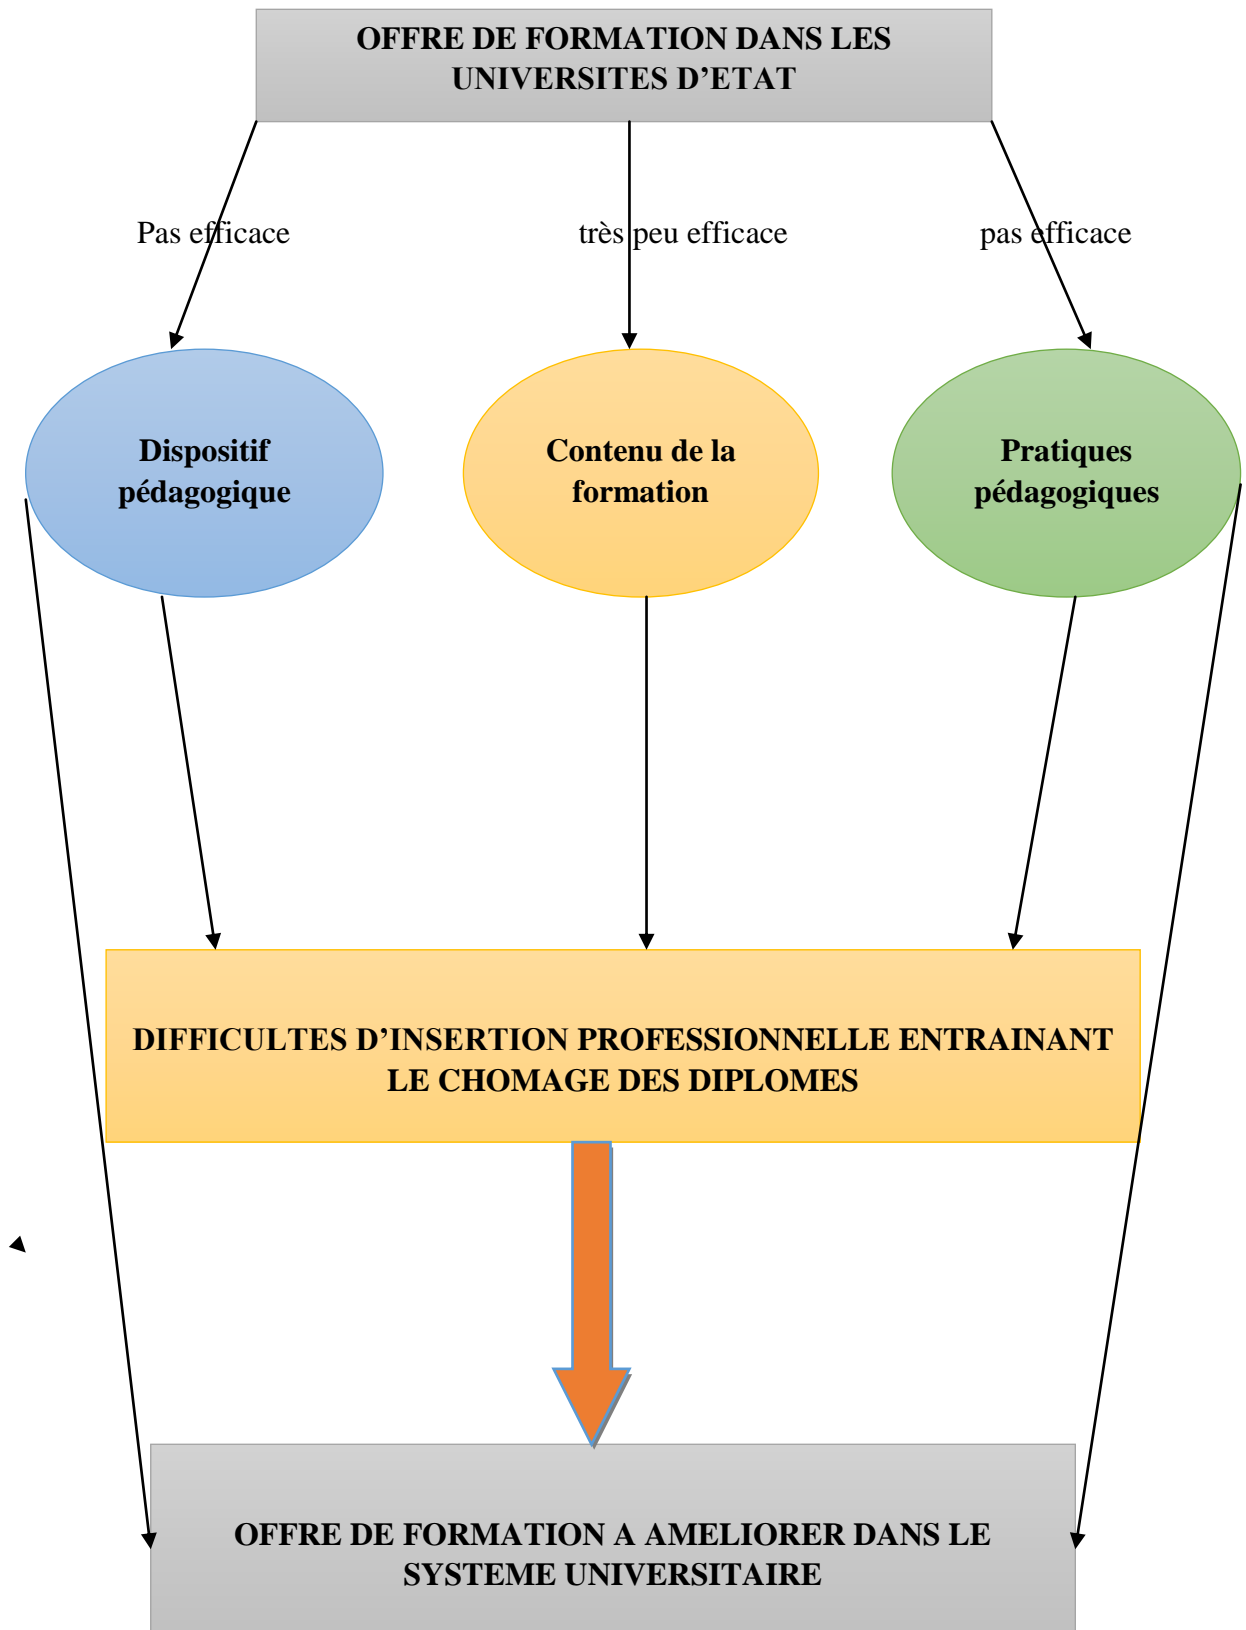 OFFRE DE FORMATION DANS LES
UNIVERSITES D’ETAT
Pas efficace
très peu efficace
pas efficace
Dispositif
pédagogique
Contenu de la
formation
Pratiques
pédagogiques
DIFFICULTES D’INSERTION PROFESSIONNELLE ENTRAINANT
LE CHOMAGE DES DIPLOMES
OFFRE DE FORMATION A AMELIORER DANS LE
SYSTEME UNIVERSITAIRE